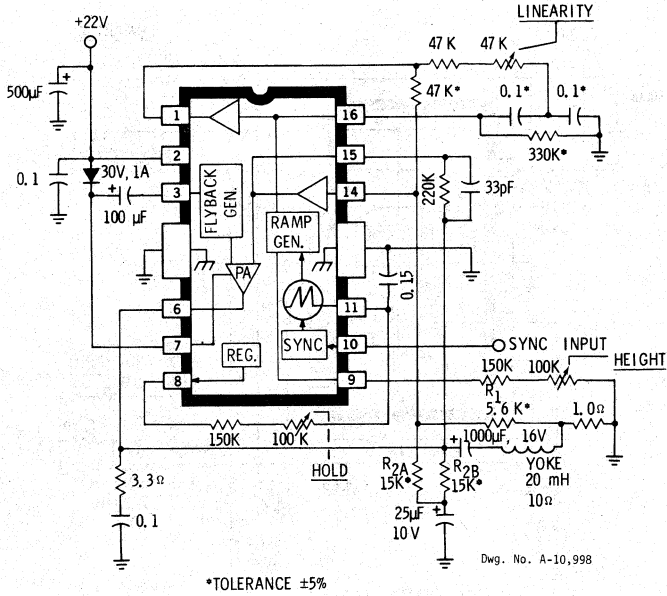 LINEARITY
+22V
47 K
47 K
+
500µF
47 K*
0.1*
0.1*
1
16
330K*
2
15
0.1
30V, 1A
+
3
14
100 µF
FLYBACK
GEN.
RAMP
GEN.
220K
33pF
PA
0.15
6
11
SYNC
10
SYNC INPUT
7
REG.
8
9
150K
100K
HEIGHT
R1
5.6 K*
1.0Ω
150K
100 K
HOLD
+
1000µF, 16V
YOKE
20 mH
10Ω
3.3Ω
R2A
15K*
R2B
15K*
0.1
25µF
10 V
+
Dwg. No. A-10,998
*TOLERANCE ±5%